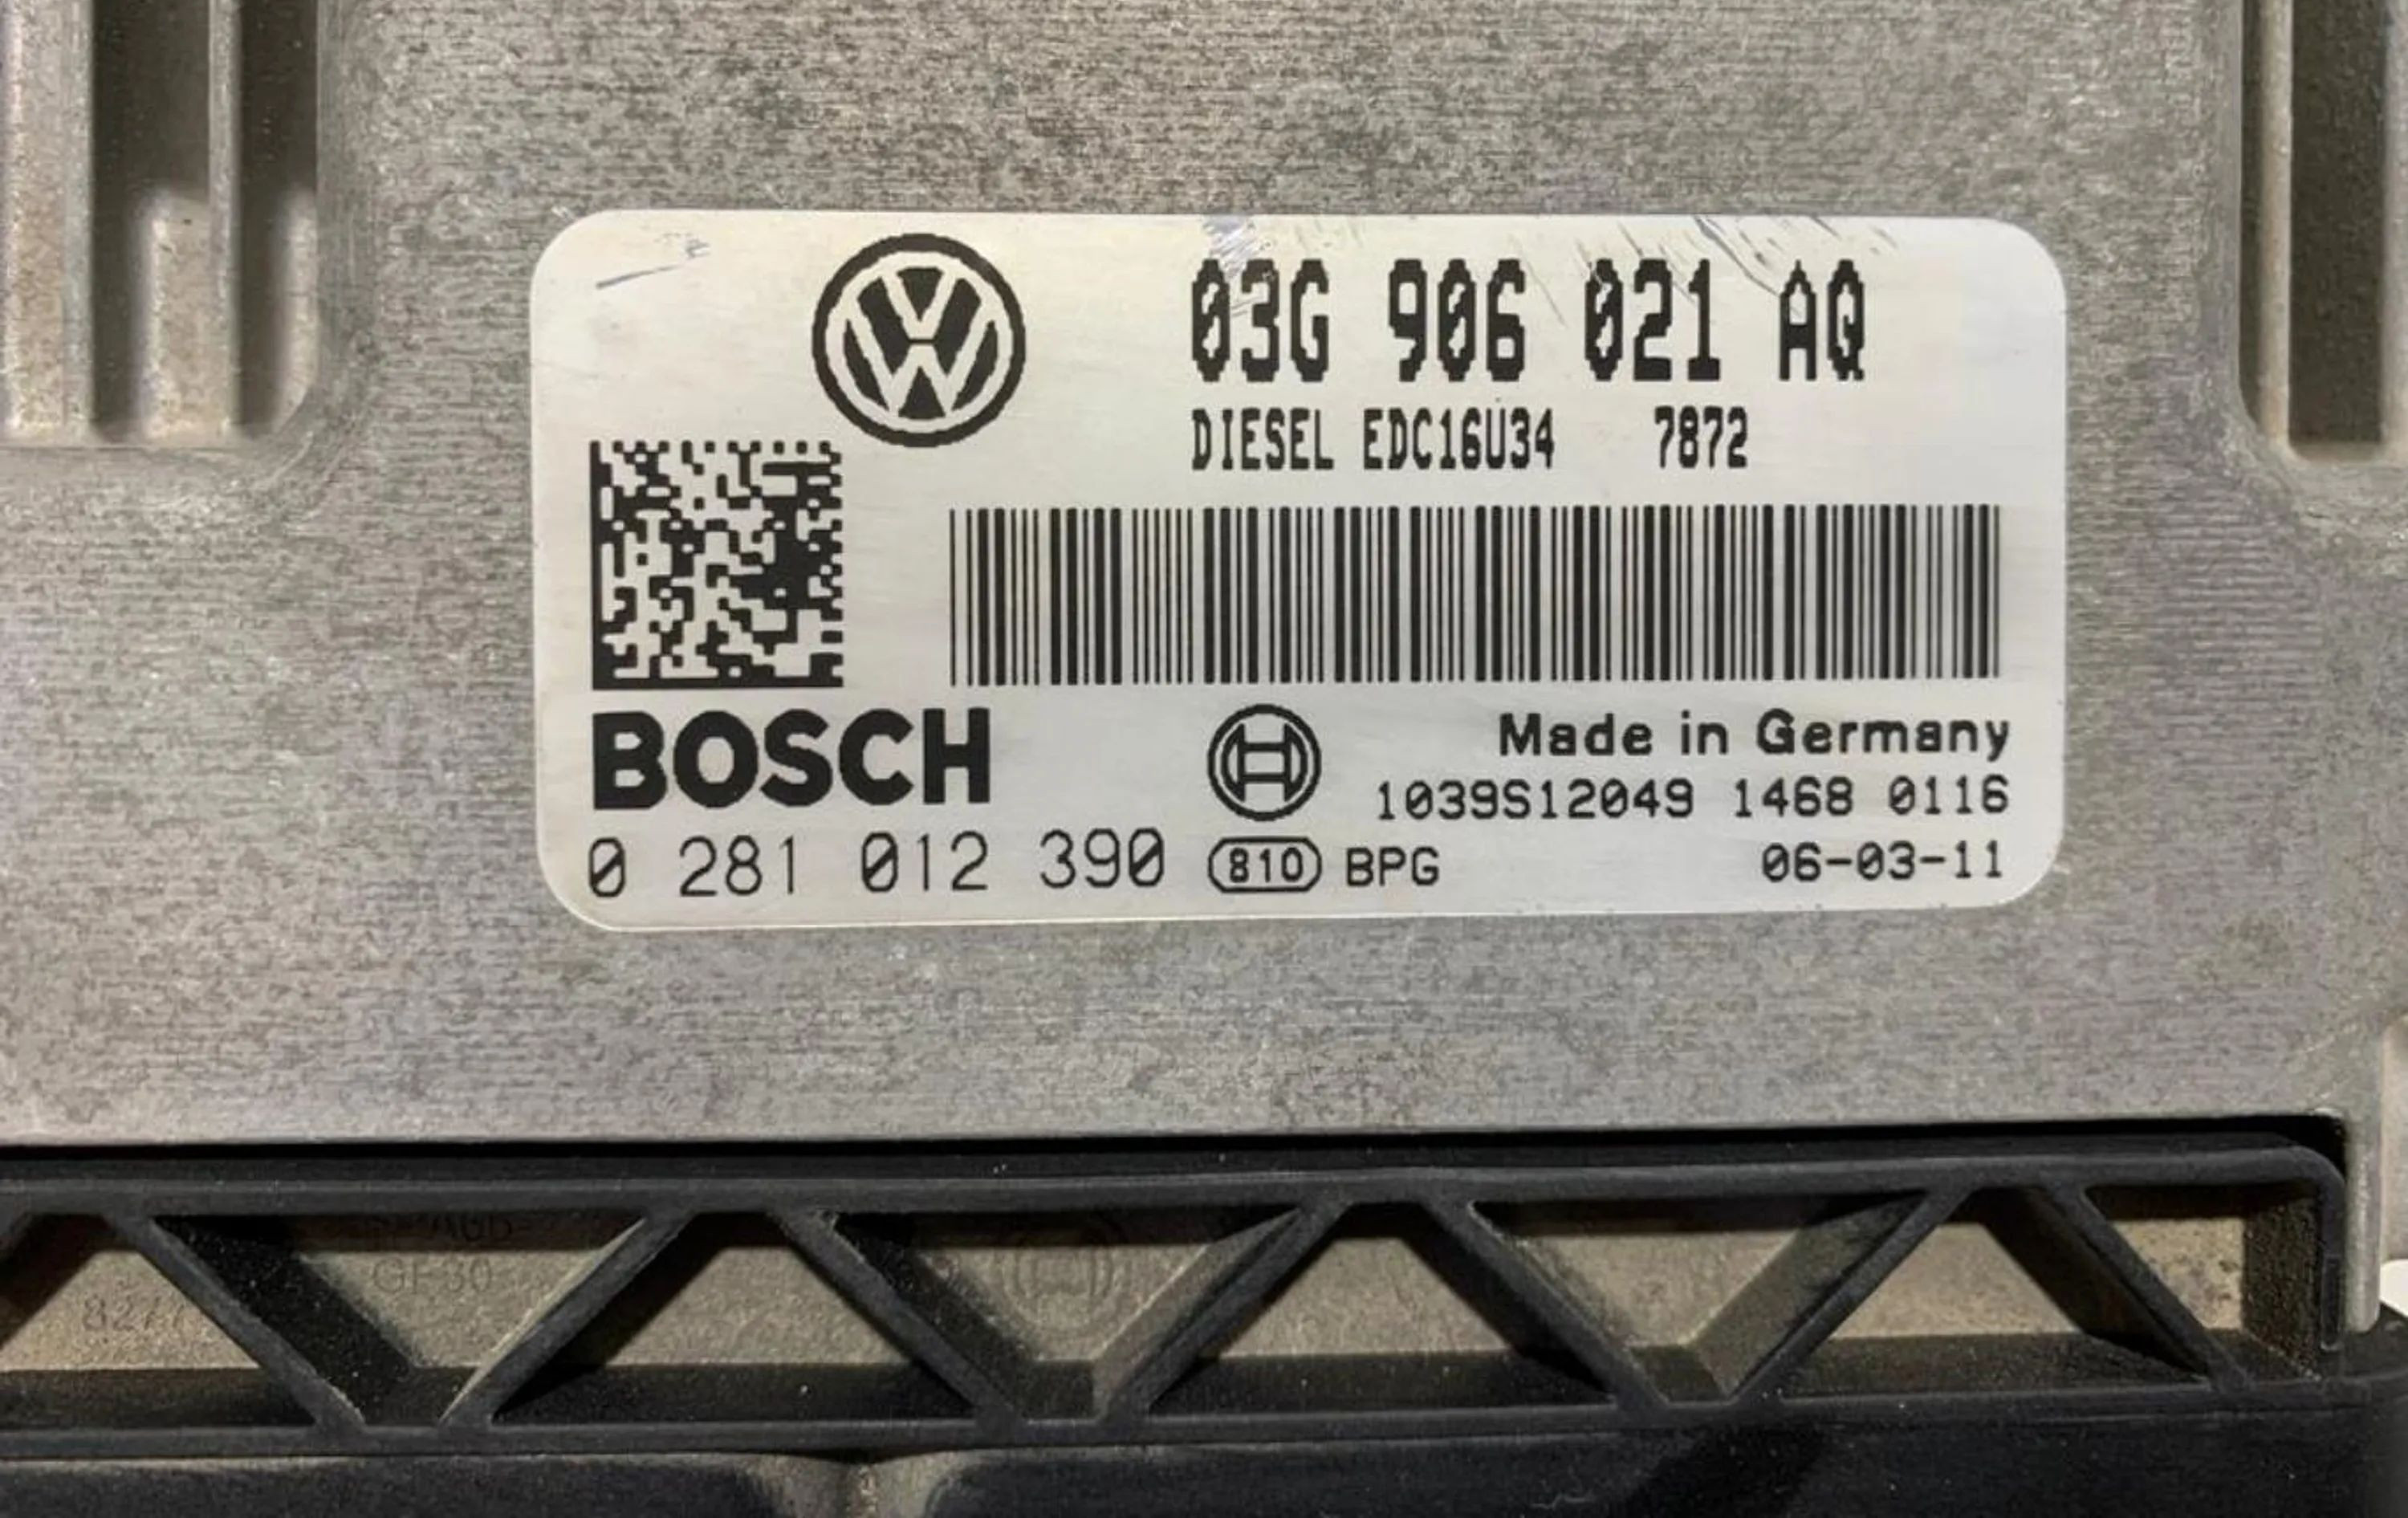 03G 906 021 AQ
DIESEL EDC16U34 7872
BOSCH
Made in Germany
1039S12049 1468 0116
0 281 012 390
810 BPG
06-03-11
GF30